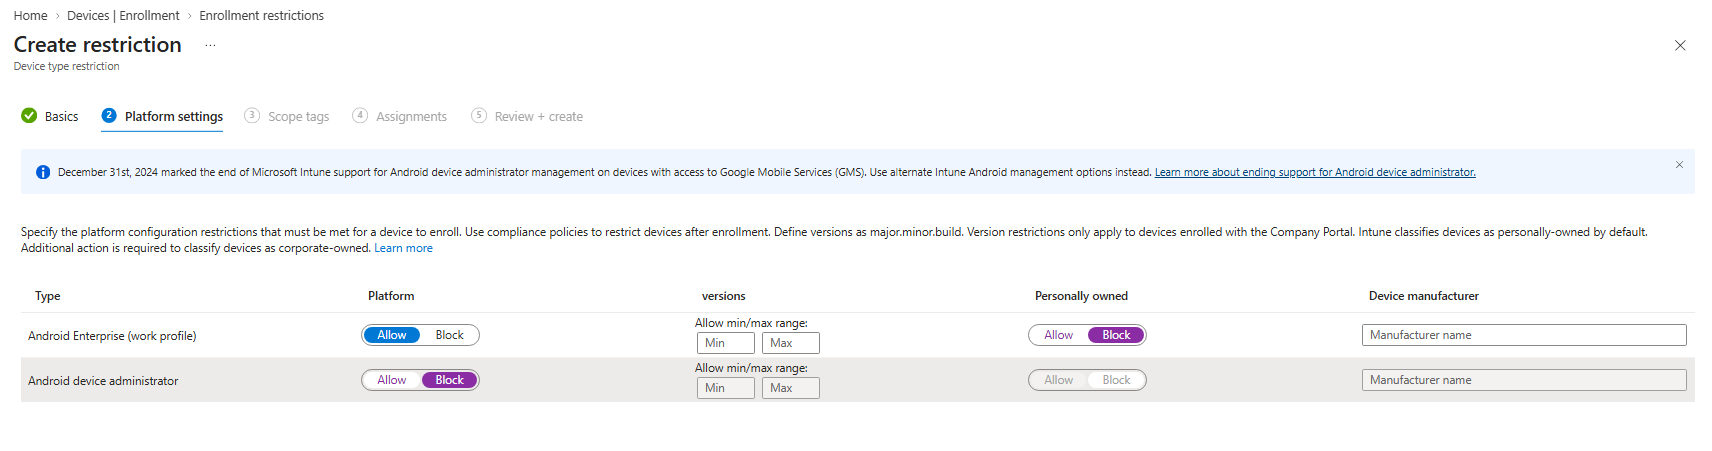 Home > Devices | Enrollment > Enrollment restrictions
Create restriction ...
Device type restriction
Basics 2 Platform settings 3 Scope tags 4 Assignments 5 Review + create
December 31st, 2024 marked the end of Microsoft Intune support for Android device administrator management on devices with access to Google Mobile Services (GMS). Use alternate Intune Android management options instead. Learn more about ending support for Android device administrator.
Specify the platform configuration restrictions that must be met for a device to enroll. Use compliance policies to restrict devices after enrollment. Define versions as major.minor.build. Version restrictions only apply to devices enrolled with the Company Portal. Intune classifies devices as personally-owned by default.
Additional action is required to classify devices as corporate-owned. Learn more
Type Platform versions Personally owned Device manufacturer
Allow min/max range:
Android Enterprise (work profile) Allow Block Min Max Allow Block Manufacturer name
Allow min/max range:
Android device administrator Allow Block Min Max Allow Block Manufacturer name